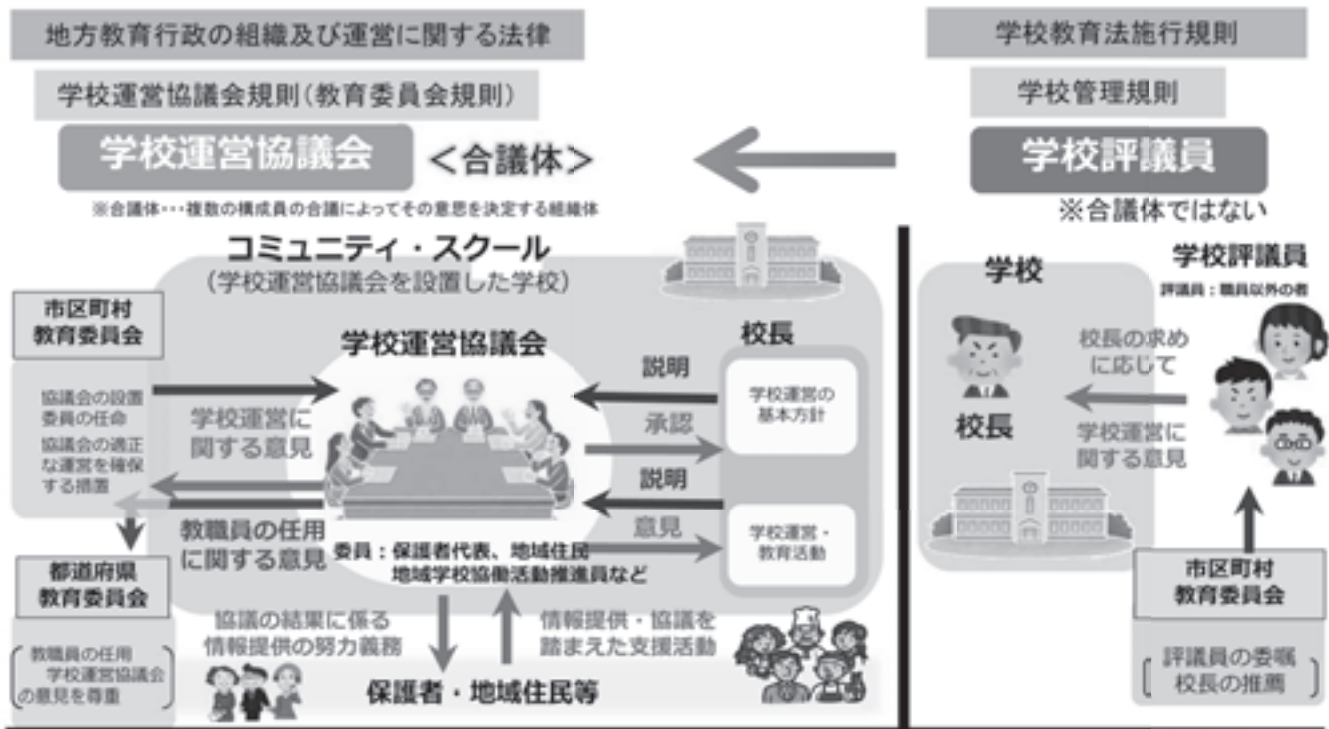 地方教育行政の組織及び運営に関する法律
学校運営協議会規則(教育委員会規則)
学校運営協議会
<合議体>
※合議体・・・複数の構成員の合議によってその意思を決定する組織体
コミュニティ・スクール
(学校運営協議会を設置した学校)
市区町村
教育委員会
協議会の設置
委員の任命
協議会の適正
な運営を確保
する措置
学校運営に
関する意見
教職員の任用
に関する意見
都道府県
教育委員会
教職員の任用
学校運営協議会
の意見を尊重
学校運営協議会
委員:保護者代表、地域住民
地域学校協働活動推進員など
校長
説明
承認
学校運営の
基本方針
説明
意見
学校運営・
教育活動
協議の結果に係る
情報提供の努力義務
情報提供・協議を
踏まえた支援活動
保護者・地域住民等
学校教育法施行規則
学校管理規則
学校評議員
※合議体ではない
学校
校長
学校評議員
評議員:職員以外の者
校長の求め
に応じて
学校運営に
関する意見
市区町村
教育委員会
評議員の委嘱
校長の推薦